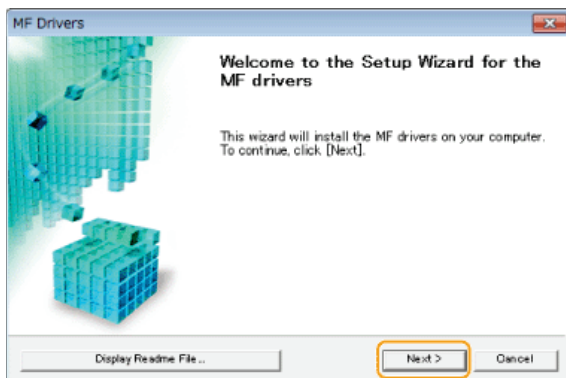 MF Drivers
Welcome to the Setup Wizard for the
MF drivers
This wizard will install the MF drivers on your computer.
To continue, click [Next].
Display Readme File...
Next >
Cancel